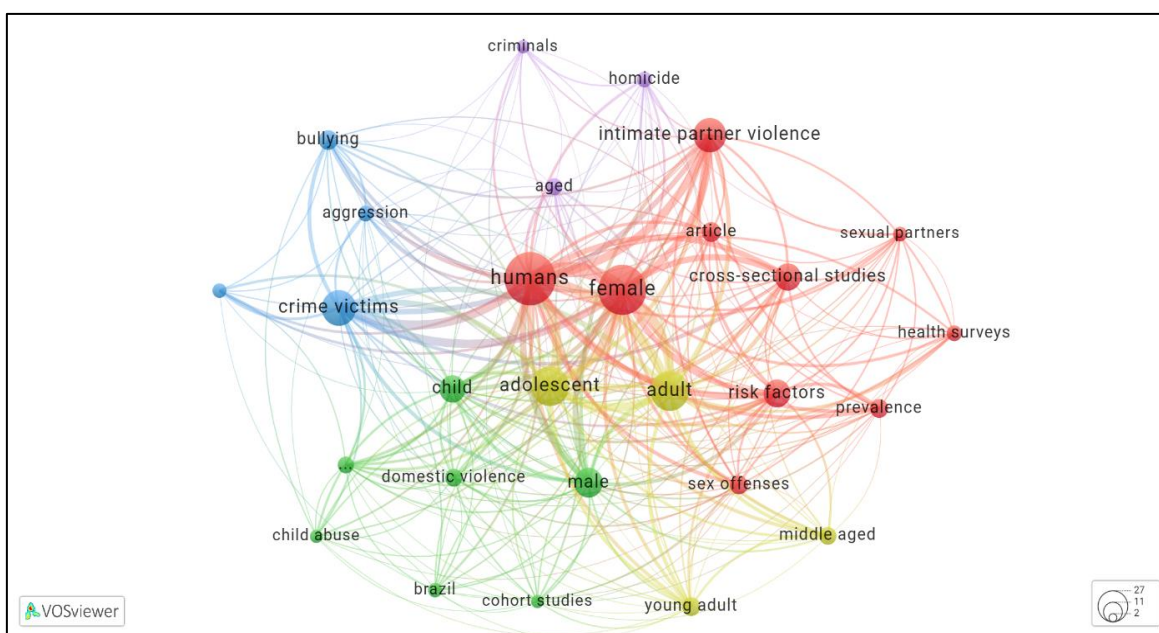 criminals
homicide
intimate partner violence
bullying
aged
aggression
article
sexual partners
humans
female
cross-sectional studies
crime victims
health surveys
child
adolescent
adult
risk factors
prevalence
...
domestic violence
male
sex offenses
child abuse
middle aged
brazil
cohort studies
young adult
VOSviewer
27
11
2